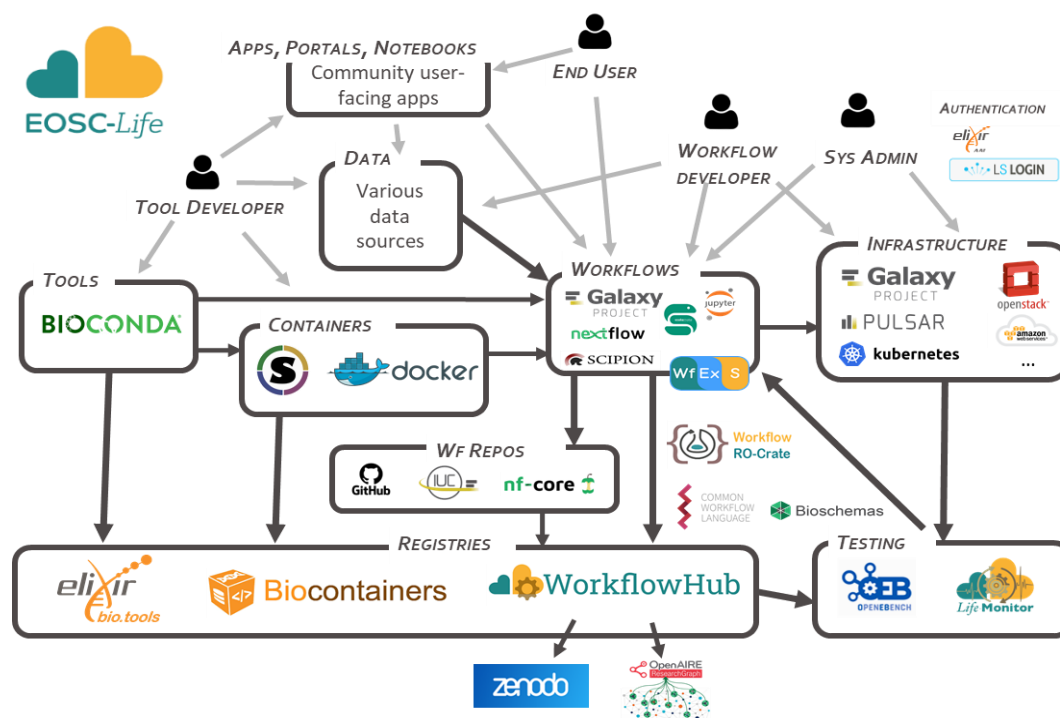 EOSC-Life
APPS, PORTALS, NOTEBOOKS
Community user-
facing apps
END USER
AUTHENTICATION
elixir
AAI
LS LOGIN
DATA
Various
data
sources
WORKFLOW
DEVELOPER
SYS ADMIN
TOOL DEVELOPER
TOOLS
BIOCONDA®
CONTAINERS
S
docker
WORKFLOWS
Galaxy
PROJECT
jupyter
nextflow
SCIPION
Wf Ex S
INFRASTRUCTURE
Galaxy
PROJECT
openstack™
PULSAR
amazon
webservices™
kubernetes
...
WF REPOS
GitHub
IUC
nf-core
Workflow
RO-Crate
COMMON
WORKFLOW
LANGUAGE
Bioschemas
REGISTRIES
elixir
bio.tools
Biocontainers
WorkflowHub
TESTING
EB
OPENEBENCH
Life Monitor
zenodo
OpenAIRE
ResearchGraph